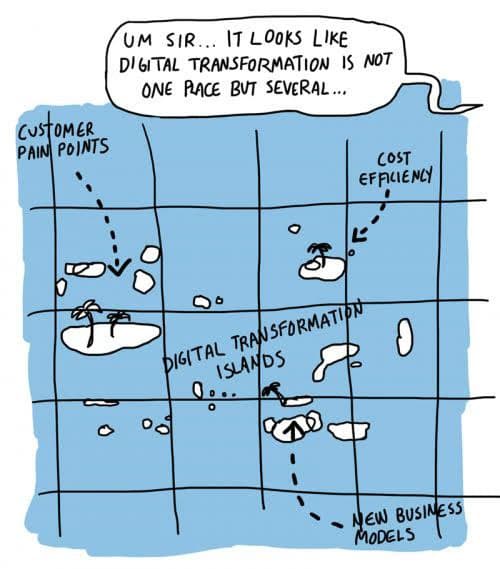 UM SIR... IT LOOKS LIKE
DIGITAL TRANSFORMATION IS NOT
ONE PLACE BUT SEVERAL...
CUSTOMER
PAIN POINTS
COST
EFFICIENCY
DIGITAL TRANSFORMATION
ISLANDS
NEW BUSINESS
MODELS